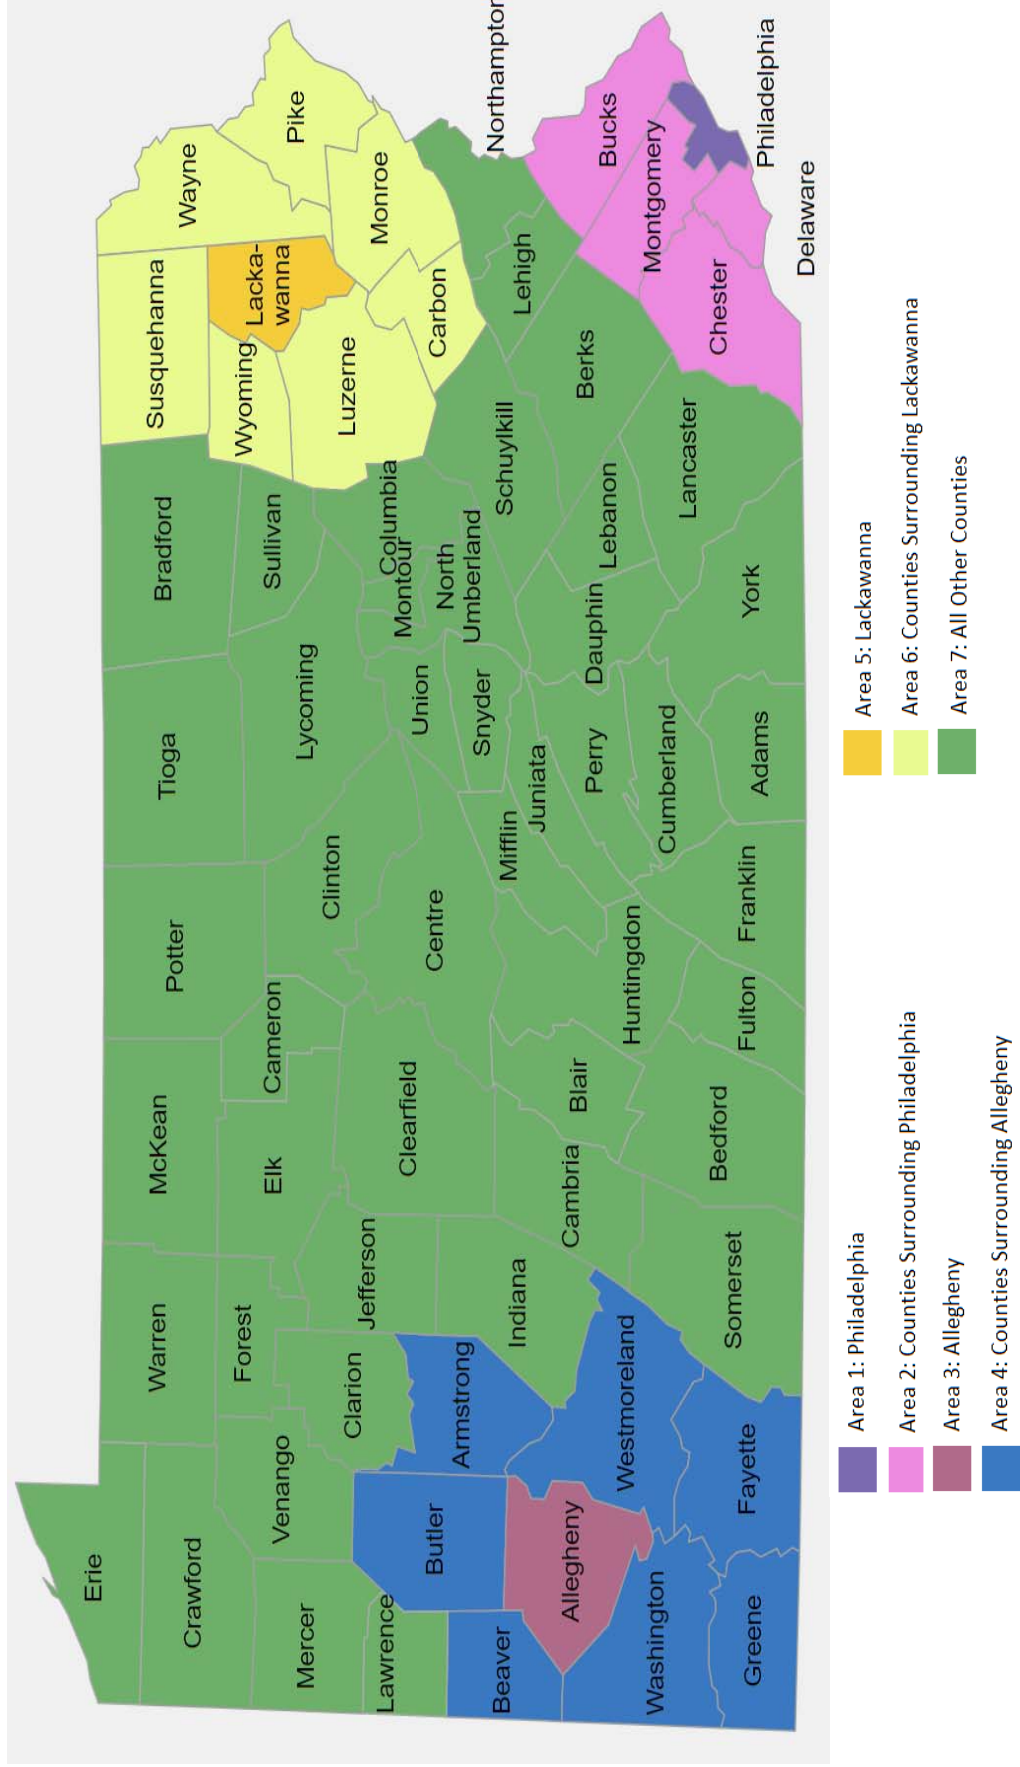 Erie
Crawford
Mercer
Lawrence
Beaver
Washington
Greene
Venango
Butler
Allegheny
Warren
Forest
Clarion
Armstrong
Westmoreland
Fayette
McKean
Elk
Jefferson
Indiana
Cambria
Somerset
Potter
Cameron
Clearfield
Blair
Bedford
Tioga
Clinton
Centre
Huntingdon
Fulton
Franklin
Lycoming
Mifflin
Juniata
Perry
Cumberland
Adams
Bradford
Sullivan
Columbia
Montour
North
Umberland
Union
Snyder
Dauphin
York
Susquehanna
Wyoming
Luzerne
Schuylkill
Lebanon
Lancaster
Wayne
Lacka-
wanna
Carbon
Lehigh
Berks
Pike
Monroe
Northampton
Bucks
Montgomery
Chester
Philadelphia
Delaware
Area 1: Philadelphia
Area 2: Counties Surrounding Philadelphia
Area 3: Allegheny
Area 4: Counties Surrounding Allegheny
Area 5: Lackawanna
Area 6: Counties Surrounding Lackawanna
Area 7: All Other Counties